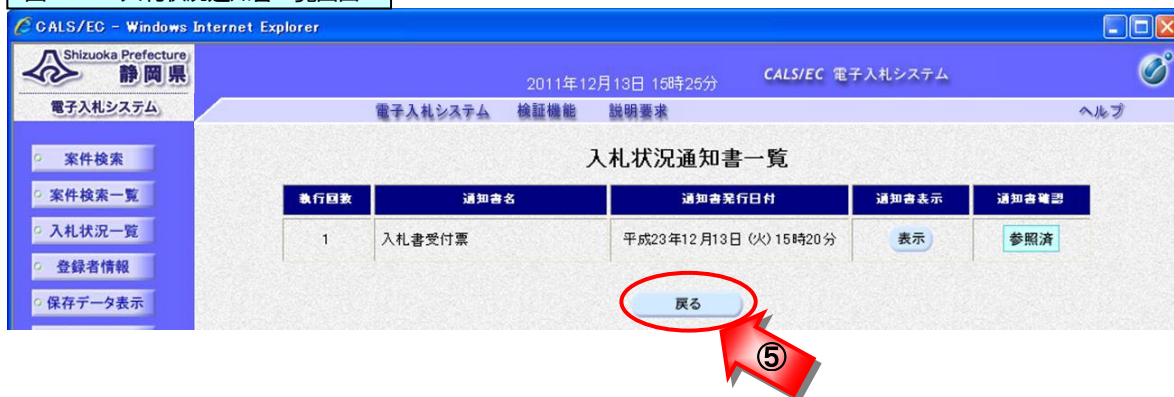 CALS/EC - Windows Internet Explorer
Shizuoka Prefecture
静岡県
2011年12月13日 15時25分
CALS/EC 電子入札システム
電子入札システム
電子入札システム 検証機能 説明要求 ヘルプ
案件検索
入札状況通知書一覧
案件検索一覧
執行回数 通知書名 通知書発行日付 通知書表示 通知書確認
入札状況一覧
1 入札書受付票 平成23年12月13日 (火) 15時20分 表示 参照済
登録者情報
保存データ表示
戻る
⑤